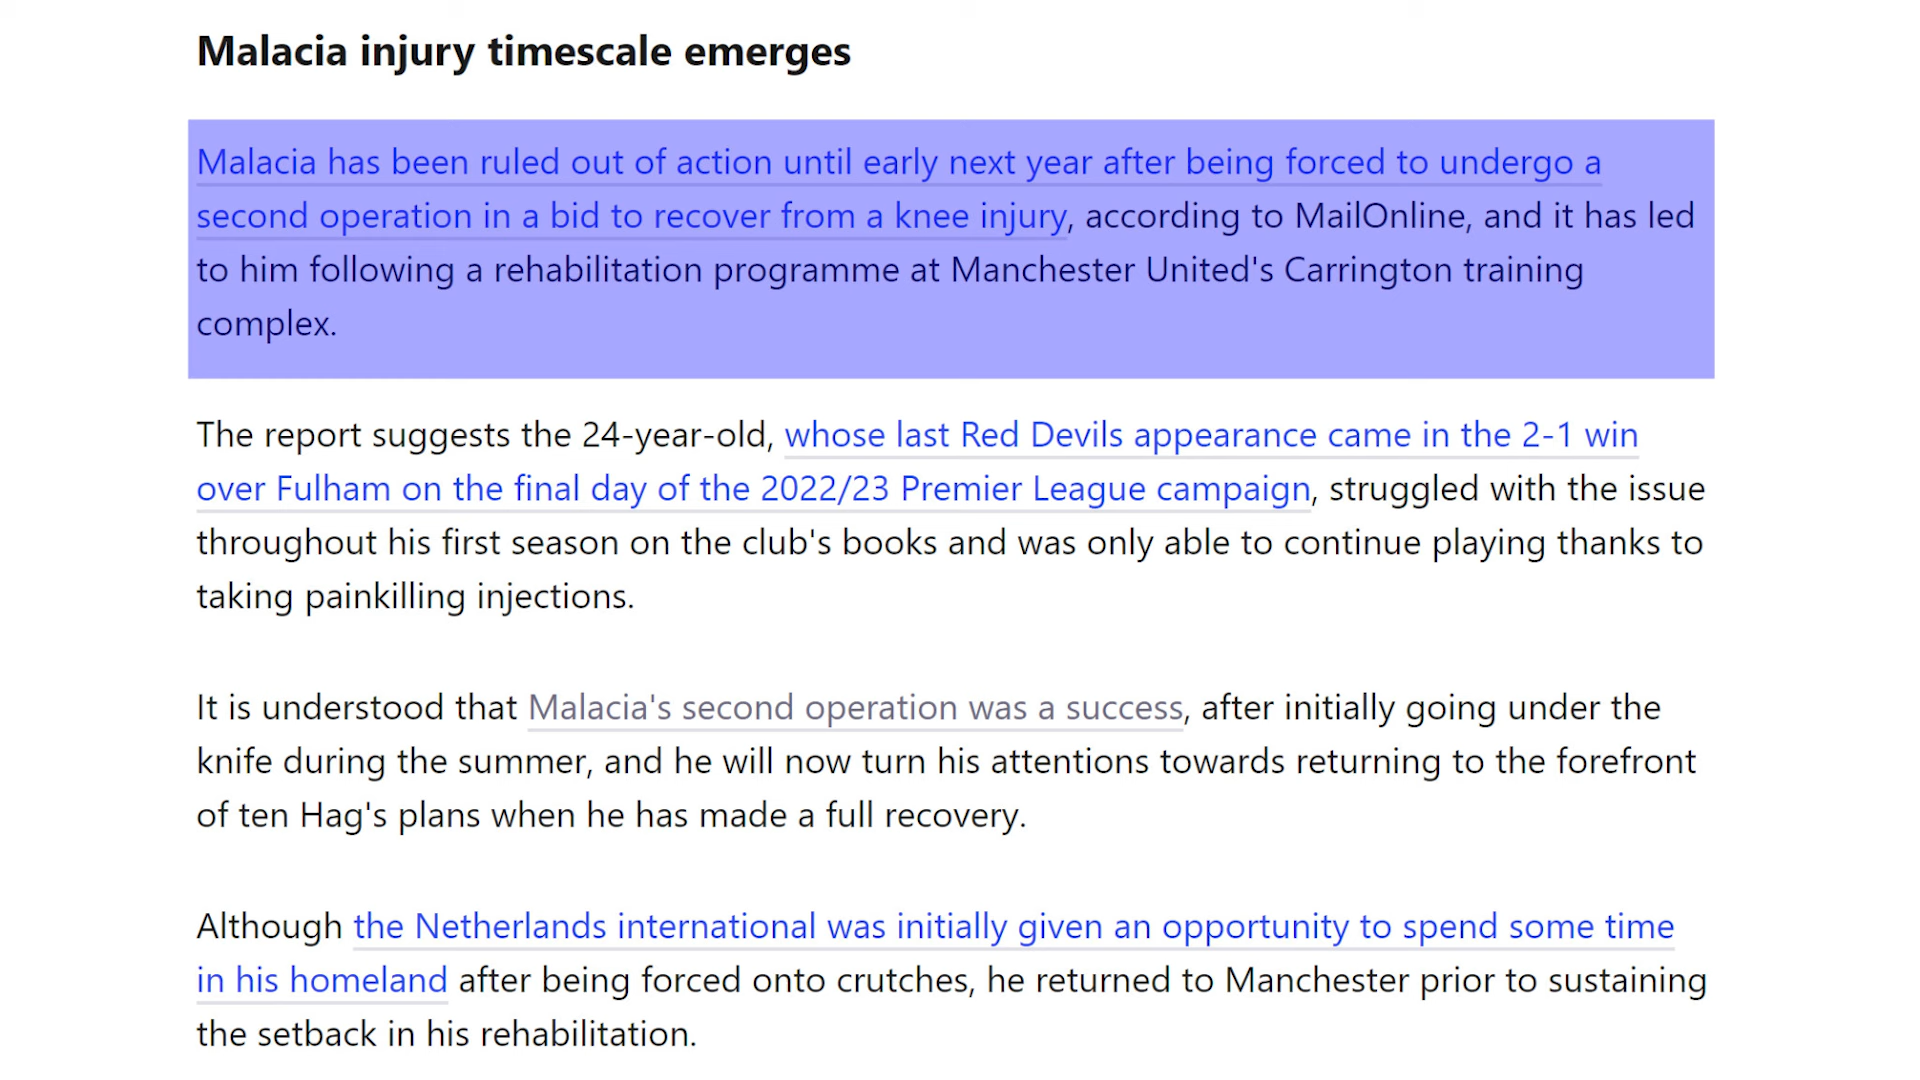 Malacia injury timescale emerges
Malacia has been ruled out of action until early next year after being forced to undergo a
second operation in a bid to recover from a knee injury, according to MailOnline, and it has led
to him following a rehabilitation programme at Manchester United's Carrington training
complex.
The report suggests the 24-year-old, whose last Red Devils appearance came in the 2-1 win
over Fulham on the final day of the 2022/23 Premier League campaign, struggled with the issue
throughout his first season on the club's books and was only able to continue playing thanks to
taking painkilling injections.
It is understood that Malacia's second operation was a success, after initially going under the
knife during the summer, and he will now turn his attentions towards returning to the forefront
of ten Hag's plans when he has made a full recovery.
Although the Netherlands international was initially given an opportunity to spend some time
in his homeland after being forced onto crutches, he returned to Manchester prior to sustaining
the setback in his rehabilitation.